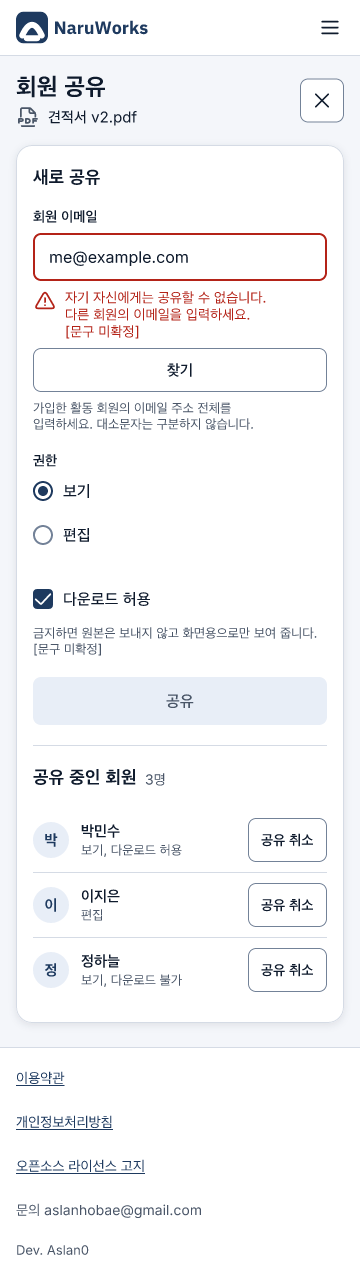 NaruWorks
회원 공유
PDF 견적서 v2.pdf
새로 공유
회원 이메일
me@example.com
자기 자신에게는 공유할 수 없습니다.
다른 회원의 이메일을 입력하세요.
[문구 미확정]
찾기
가입한 활동 회원의 이메일 주소 전체를
입력하세요. 대소문자는 구분하지 않습니다.
권한
보기
편집
다운로드 허용
금지하면 원본은 보내지 않고 화면용으로만 보여 줍니다.
[문구 미확정]
공유
공유 중인 회원 3명
박
박민수
보기, 다운로드 허용
공유 취소
이
이지은
편집
공유 취소
정
정하늘
보기, 다운로드 불가
공유 취소
이용약관
개인정보처리방침
오픈소스 라이선스 고지
문의 aslanhobae@gmail.com
Dev. Aslan0